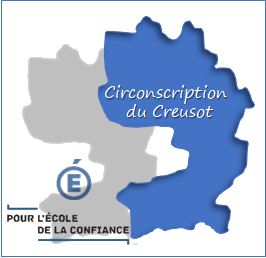 Circonscription
du Creusot
É
POUR L'ÉCOLE
DE LA CONFIANCE